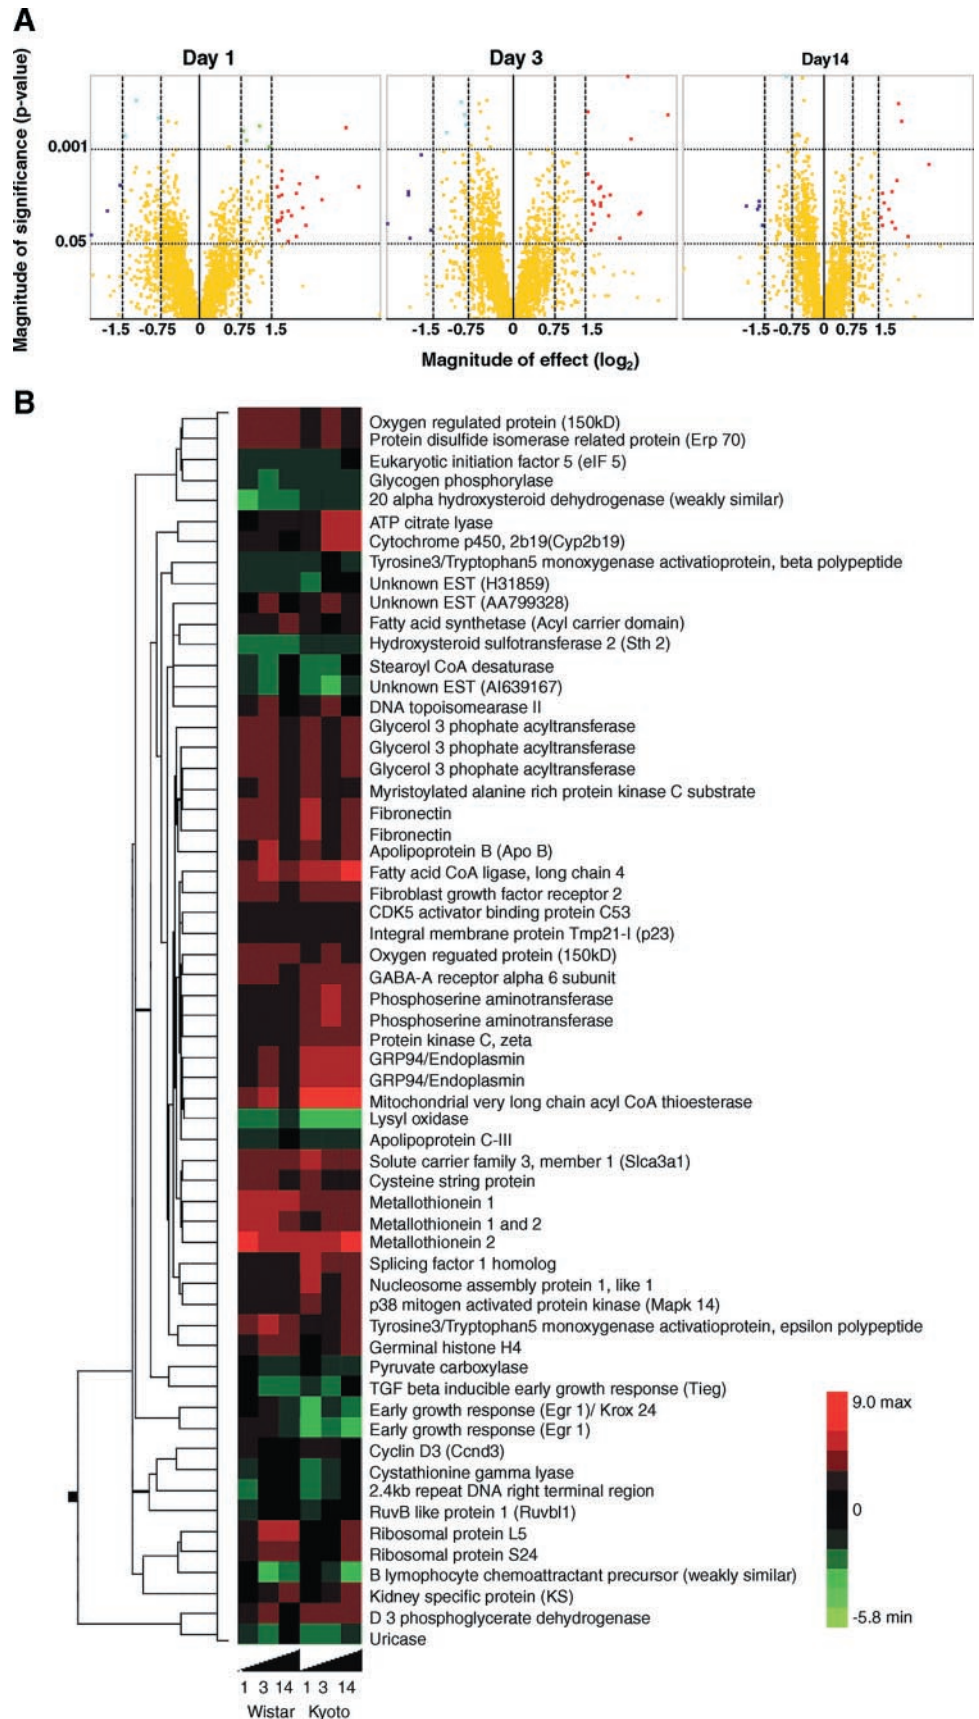 A
Magnitude of significance (p-value)
Day 1
Day 3
Day14
0.001
0.05
-1.5 -0.75 0 0.75 1.5
-1.5 -0.75 0 0.75 1.5
-1.5 -0.75 0 0.75 1.5
Magnitude of effect (log2)
B
Oxygen regulated protein (150kD)
Protein disulfide isomerase related protein (Erp 70)
Eukaryotic initiation factor 5 (eIF 5)
Glycogen phosphorylase
20 alpha hydroxysteroid dehydrogenase (weakly similar)
ATP citrate lyase
Cytochrome p450, 2b19(Cyp2b19)
Tyrosine3/Tryptophan5 monoxygenase activatioprotein, beta polypeptide
Unknown EST (H31859)
Unknown EST (AA799328)
Fatty acid synthetase (Acyl carrier domain)
Hydroxysteroid sulfotransferase 2 (Sth 2)
Stearoyl CoA desaturase
Unknown EST (AI639167)
DNA topoisomearase II
Glycerol 3 phophate acyltransferase
Glycerol 3 phophate acyltransferase
Glycerol 3 phophate acyltransferase
Myristoylated alanine rich protein kinase C substrate
Fibronectin
Fibronectin
Apolipoprotein B (Apo B)
Fatty acid CoA ligase, long chain 4
Fibroblast growth factor receptor 2
CDK5 activator binding protein C53
Integral membrane protein Tmp21-I (p23)
Oxygen reguated protein (150kD)
GABA-A receptor alpha 6 subunit
Phosphoserine aminotransferase
Phosphoserine aminotransferase
Protein kinase C, zeta
GRP94/Endoplasmin
GRP94/Endoplasmin
Mitochondrial very long chain acyl CoA thioesterase
Lysyl oxidase
Apolipoprotein C-III
Solute carrier family 3, member 1 (Slca3a1)
Cysteine string protein
Metallothionein 1
Metallothionein 1 and 2
Metallothionein 2
Splicing factor 1 homolog
Nucleosome assembly protein 1, like 1
p38 mitogen activated protein kinase (Mapk 14)
Tyrosine3/Tryptophan5 monoxygenase activatioprotein, epsilon polypeptide
Germinal histone H4
Pyruvate carboxylase
TGF beta inducible early growth response (Tieg)
Early growth response (Egr 1)/ Krox 24
Early growth response (Egr 1)
Cyclin D3 (Ccnd3)
Cystathionine gamma lyase
2.4kb repeat DNA right terminal region
RuvB like protein 1 (Ruvbl1)
Ribosomal protein L5
Ribosomal protein S24
B lymophocyte chemoattractant precursor (weakly similar)
Kidney specific protein (KS)
D 3 phosphoglycerate dehydrogenase
Uricase
9.0 max
0
-5.8 min
1 3 14 1 3 14
Wistar Kyoto